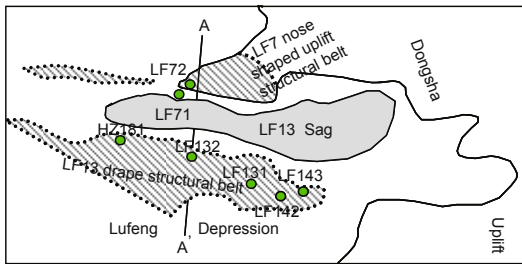 A
LF7 nose
shaped uplift
structural belt
LF72
Dongsha
LF71
LF13 Sag
HZ181
LF132
LF13 drape structural belt
LF131
LF143
LF142
Lufeng Depression
A,
Uplift